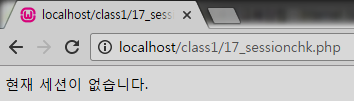 localhost/class1/17_sessi
localhost/class1/17_sessionchk.php
현재 세션이 없습니다.